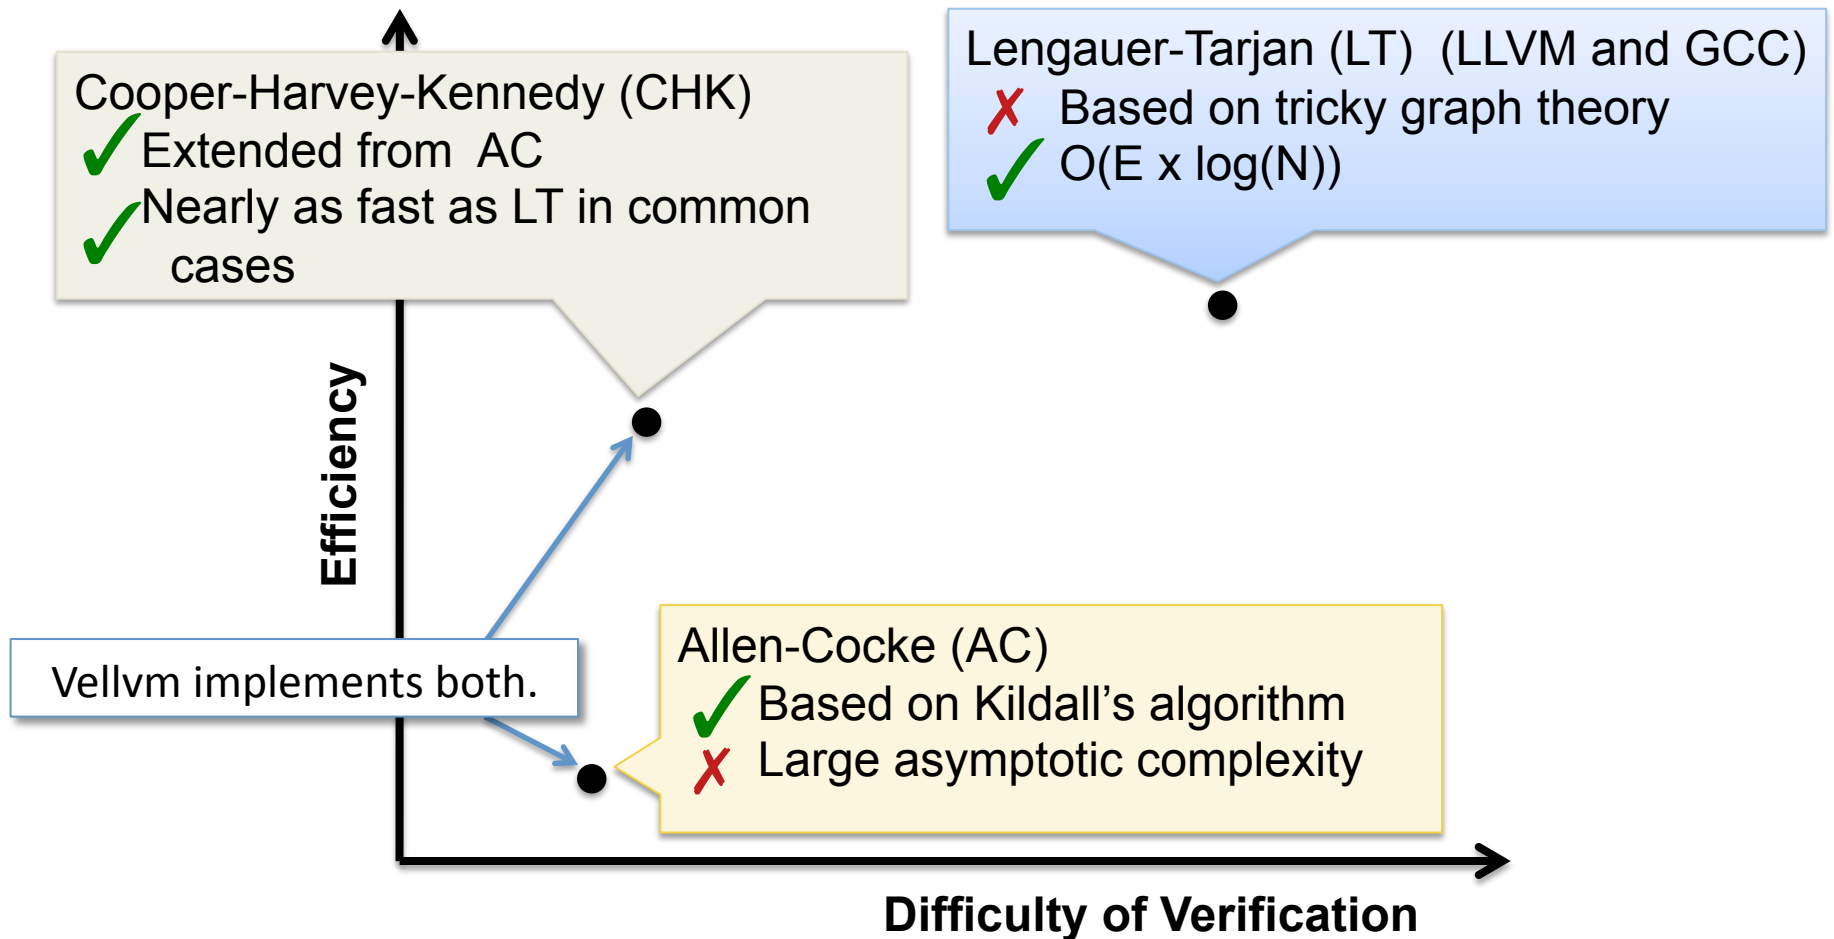 Cooper-Harvey-Kennedy (CHK)
✓ Extended from AC
✓ Nearly as fast as LT in common
cases
Lengauer-Tarjan (LT) (LLVM and GCC)
✗ Based on tricky graph theory
✓ O(E x log(N))
Efficiency
Vellvm implements both.
Allen-Cocke (AC)
✓ Based on Kildall’s algorithm
✗ Large asymptotic complexity
Difficulty of Verification